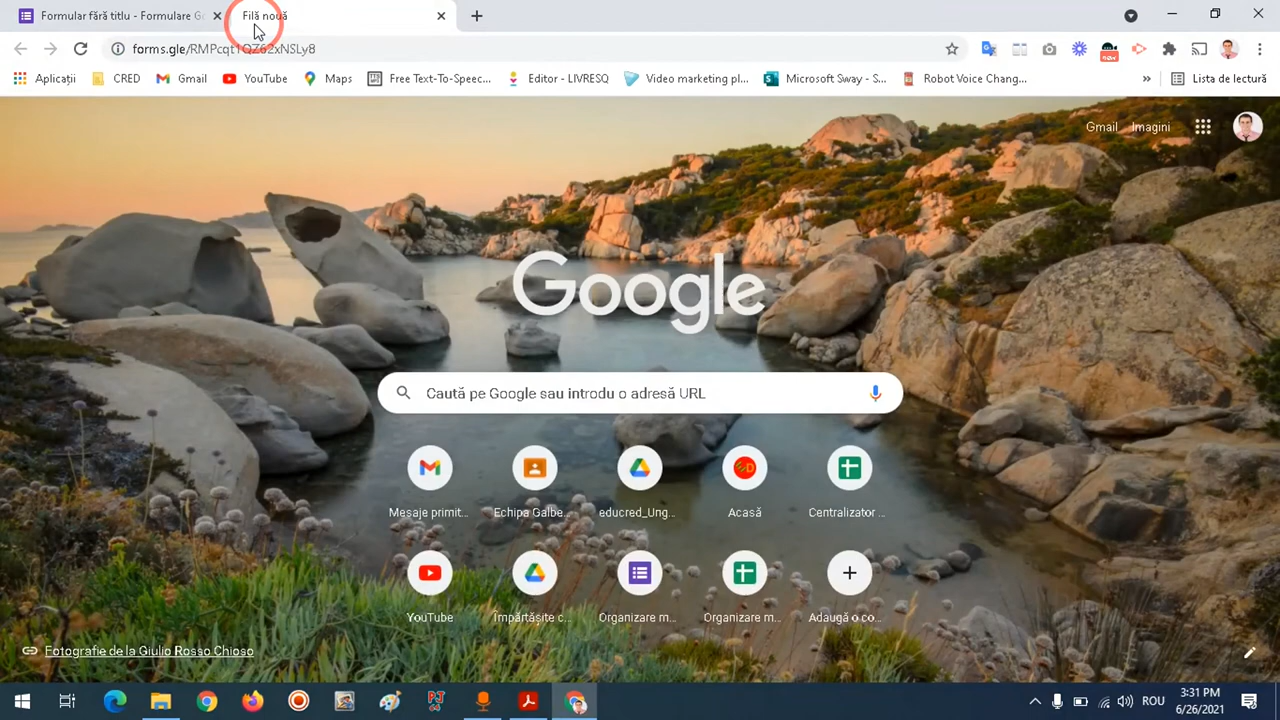 Formular fără titlu - Formulare Go
Filă nouă
forms.gle/RMPcqt1QZ62xNSLy8
Aplicații
CRED
Gmail
YouTube
Maps
Free Text-To-Speec...
Editor - LIVRESQ
Video marketing pl...
Microsoft Sway - S...
Robot Voice Chang...
»
Lista de lectură
Gmail
Imagini
Google
Caută pe Google sau introdu o adresă URL
Mesaje primit...
Echipa Galbe...
educred_Ung...
Acasă
Centralizator ...
YouTube
Împărtășite c...
Organizare m...
Organizare m...
Adaugă o co...
Fotografie de la Giulio Rosso Chioso
ROU
3:31 PM
6/26/2021